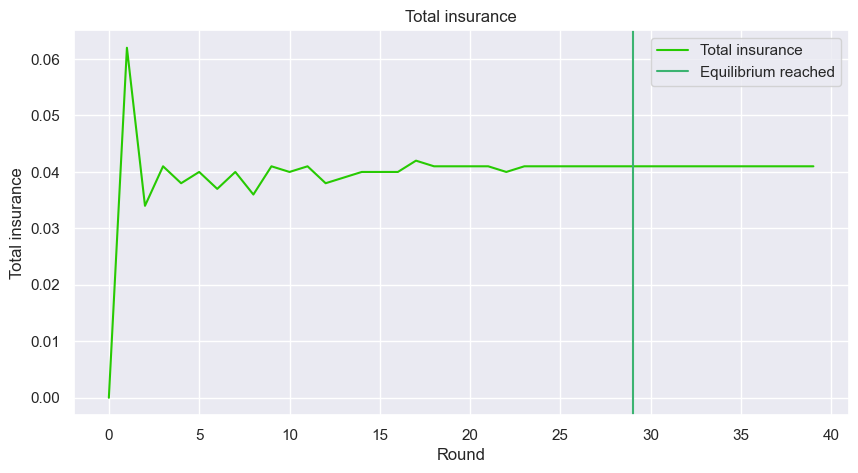 Total insurance
Total insurance
Equilibrium reached
0.06
0.05
0.04
0.03
0.02
0.01
0.00
Total insurance
0 5 10 15 20 25 30 35 40
Round